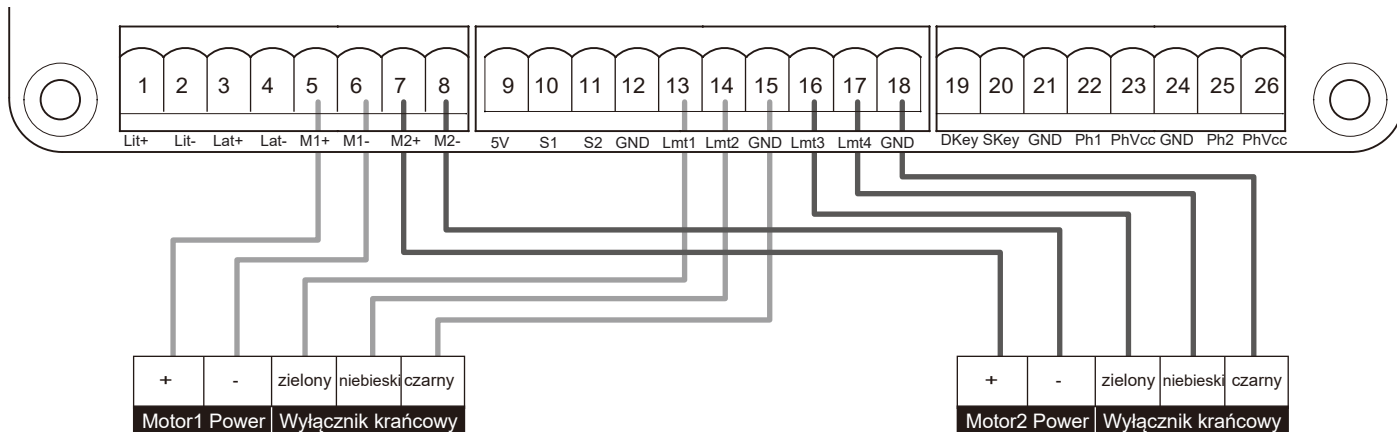 1 2 3 4 5 6 7 8 9 10 11 12 13 14 15 16 17 18 19 20 21 22 23 24 25 26
Lit+ Lit- Lat+ Lat- M1+ M1- M2+ M2- 5V S1 S2 GND Lmt1 Lmt2 GND Lmt3 Lmt4 GND DKey SKey GND Ph1 PhVcc GND Ph2 PhVcc
+ - zielony niebieski czarny + - zielony niebieski czarny
Motor1 Power Wyłącznik krańcowy Motor2 Power Wyłącznik krańcowy